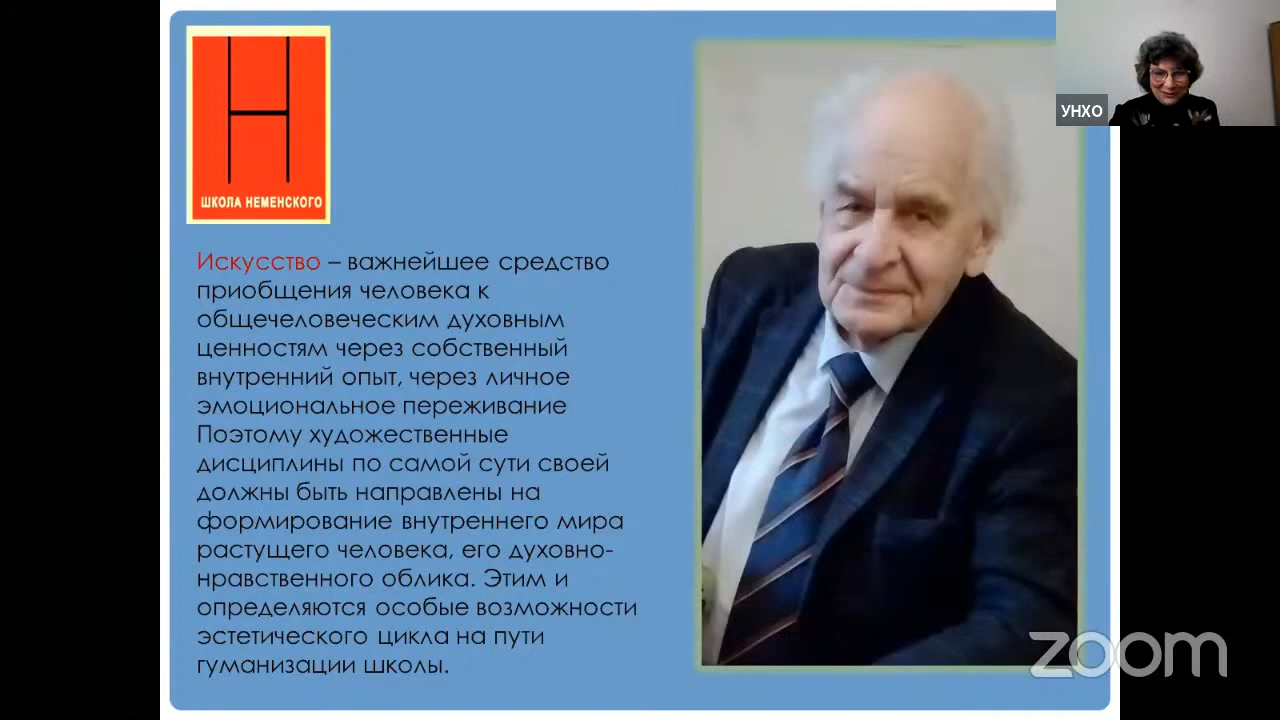 Н
ШКОЛА НЕМЕНСКОГО
Искусство – важнейшее средство
приобщения человека к
общечеловеческим духовным
ценностям через собственный
внутренний опыт, через личное
эмоциональное переживание
Поэтому художественные
дисциплины по самой сути своей
должны быть направлены на
формирование внутреннего мира
растущего человека, его духовно-
нравственного облика. Этим и
определяются особые возможности
эстетического цикла на пути
гуманизации школы.
УНХО
zoom